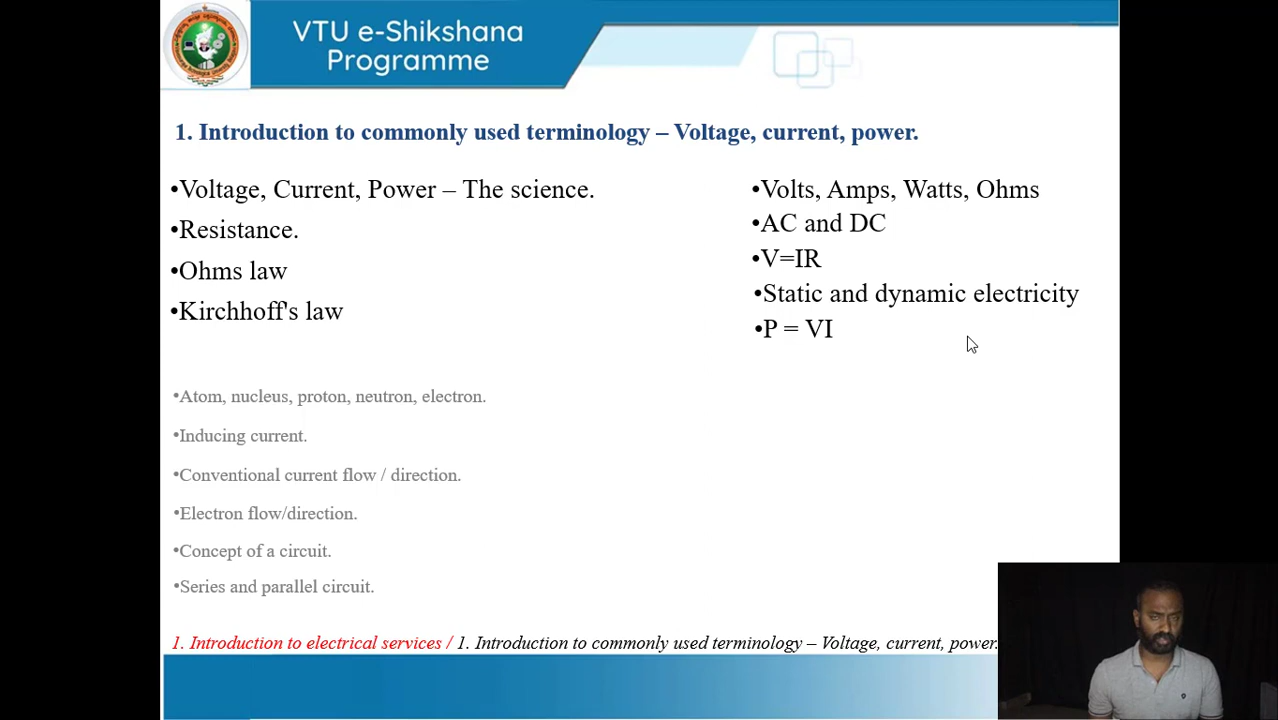 VTU e-Shikshana
Programme
1. Introduction to commonly used terminology – Voltage, current, power.
•Voltage, Current, Power – The science.
•Resistance.
•Ohms law
•Kirchhoff's law
•Volts, Amps, Watts, Ohms
•AC and DC
•V=IR
•Static and dynamic electricity
•P = VI
•Atom, nucleus, proton, neutron, electron.
•Inducing current.
•Conventional current flow / direction.
•Electron flow/direction.
•Concept of a circuit.
•Series and parallel circuit.
1. Introduction to electrical services / 1. Introduction to commonly used terminology – Voltage, current, power.